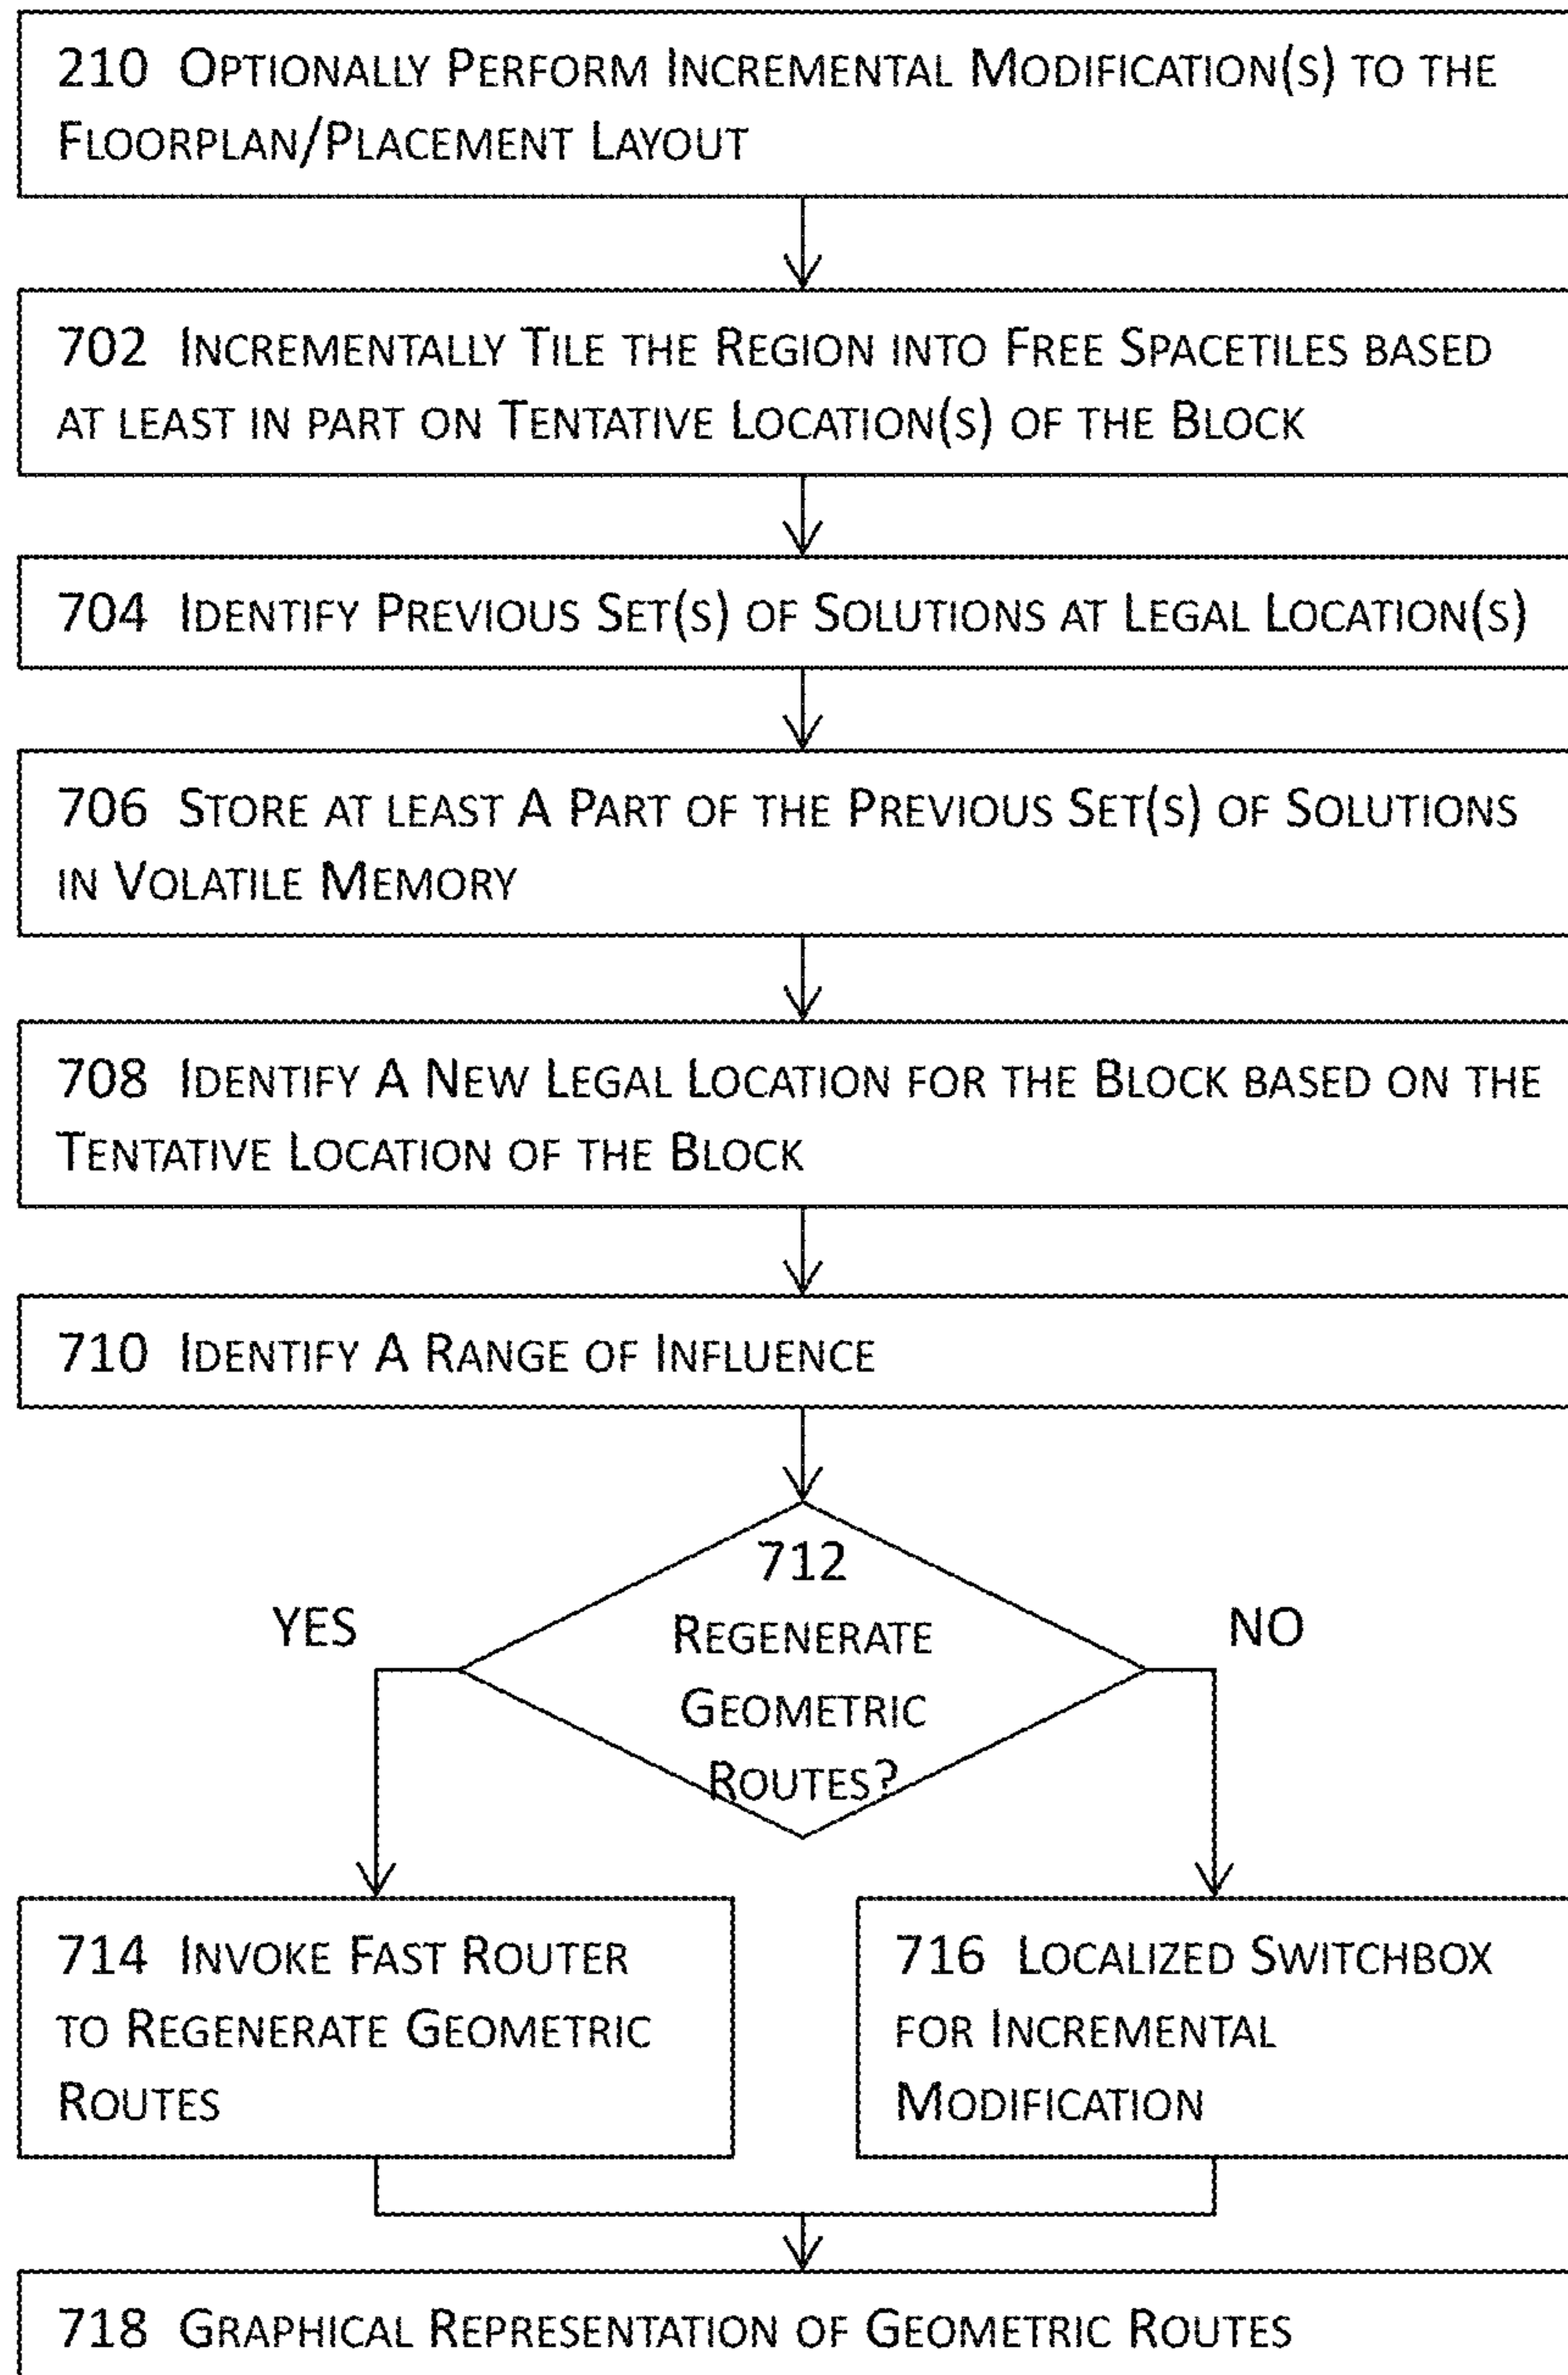 210 Optionally Perform Incremental Modification(s) to the
Floorplan/Placement Layout
702 Incrementally Tile the Region into Free Spacetiles based
at least in part on Tentative Location(s) of the Block
704 Identify Previous Set(s) of Solutions at Legal Location(s)
706 Store at least A Part of the Previous Set(s) of Solutions
in Volatile Memory
708 Identify A New Legal Location for the Block based on the
Tentative Location of the Block
710 Identify A Range of Influence
712
Regenerate
Geometric
Routes?
YES
NO
714 Invoke Fast Router
to Regenerate Geometric
Routes
716 Localized Switchbox
for Incremental
Modification
718 Graphical Representation of Geometric Routes